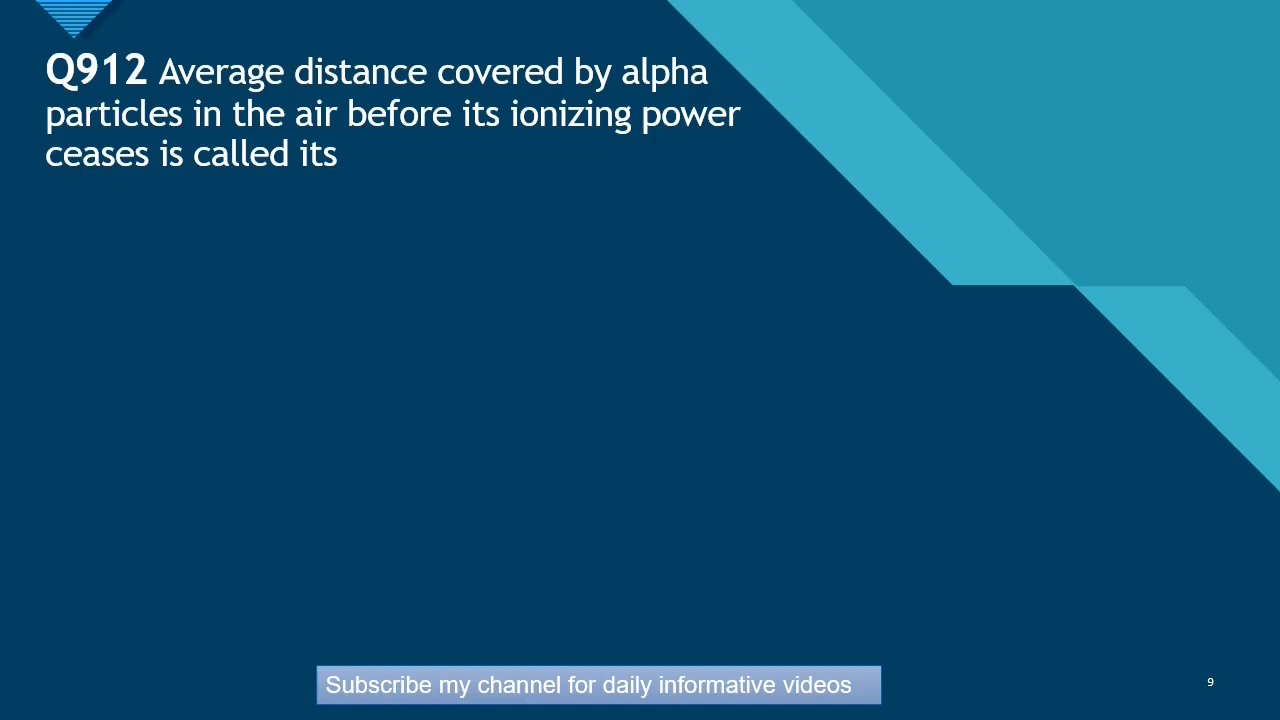 Q912 Average distance covered by alpha
particles in the air before its ionizing power
ceases is called its
Subscribe my channel for daily informative videos
9